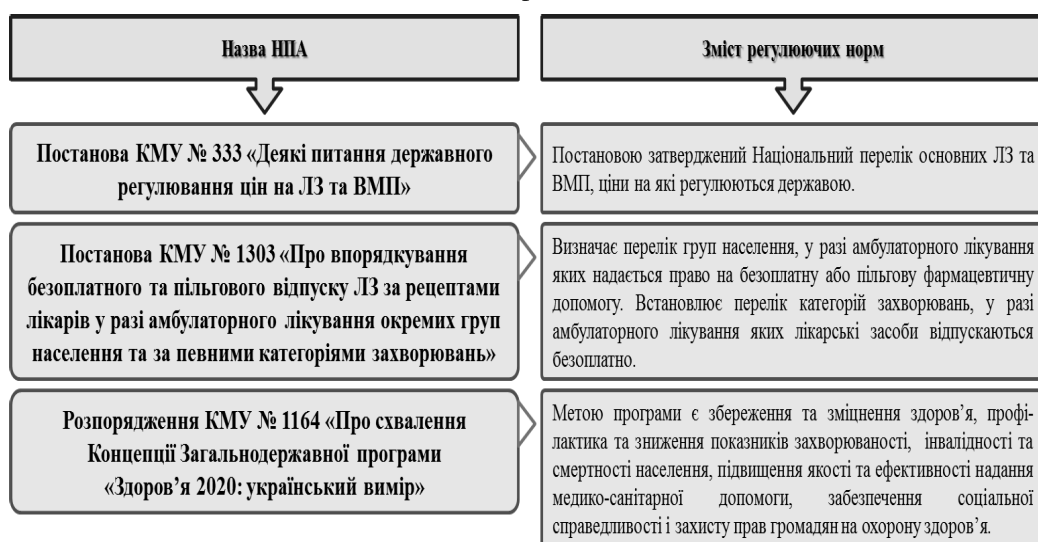 Назва НПА
Зміст регулюючих норм
Постанова КМУ № 333 «Деякі питання державного
регулювання цін на ЛЗ та ВМП»
Постановою затверджений Національний перелік основних ЛЗ та
ВМП, ціни на які регулюються державою.
Постанова КМУ № 1303 «Про впорядкування
безоплатного та пільгового відпуску ЛЗ за рецептами
лікарів у разі амбулаторного лікування окремих груп
населення та за певними категоріями захворювань»
Визначає перелік груп населення, у разі амбулаторного лікування
яких надається право на безоплатну або пільгову фармацевтичну
допомогу. Встановлює перелік категорій захворювань, у разі
амбулаторного лікування яких лікарські засоби відпускаються
безоплатно.
Розпорядження КМУ № 1164 «Про схвалення
Концепції Загальнодержавної програми
«Здоров’я 2020: український вимір»
Метою програми є збереження та зміцнення здоров’я, профі-
лактика та зниження показників захворюваності, інвалідності та
смертності населення, підвищення якості та ефективності надання
медико-санітарної допомоги, забезпечення соціальної
справедливості і захисту прав громадян на охорону здоров’я.